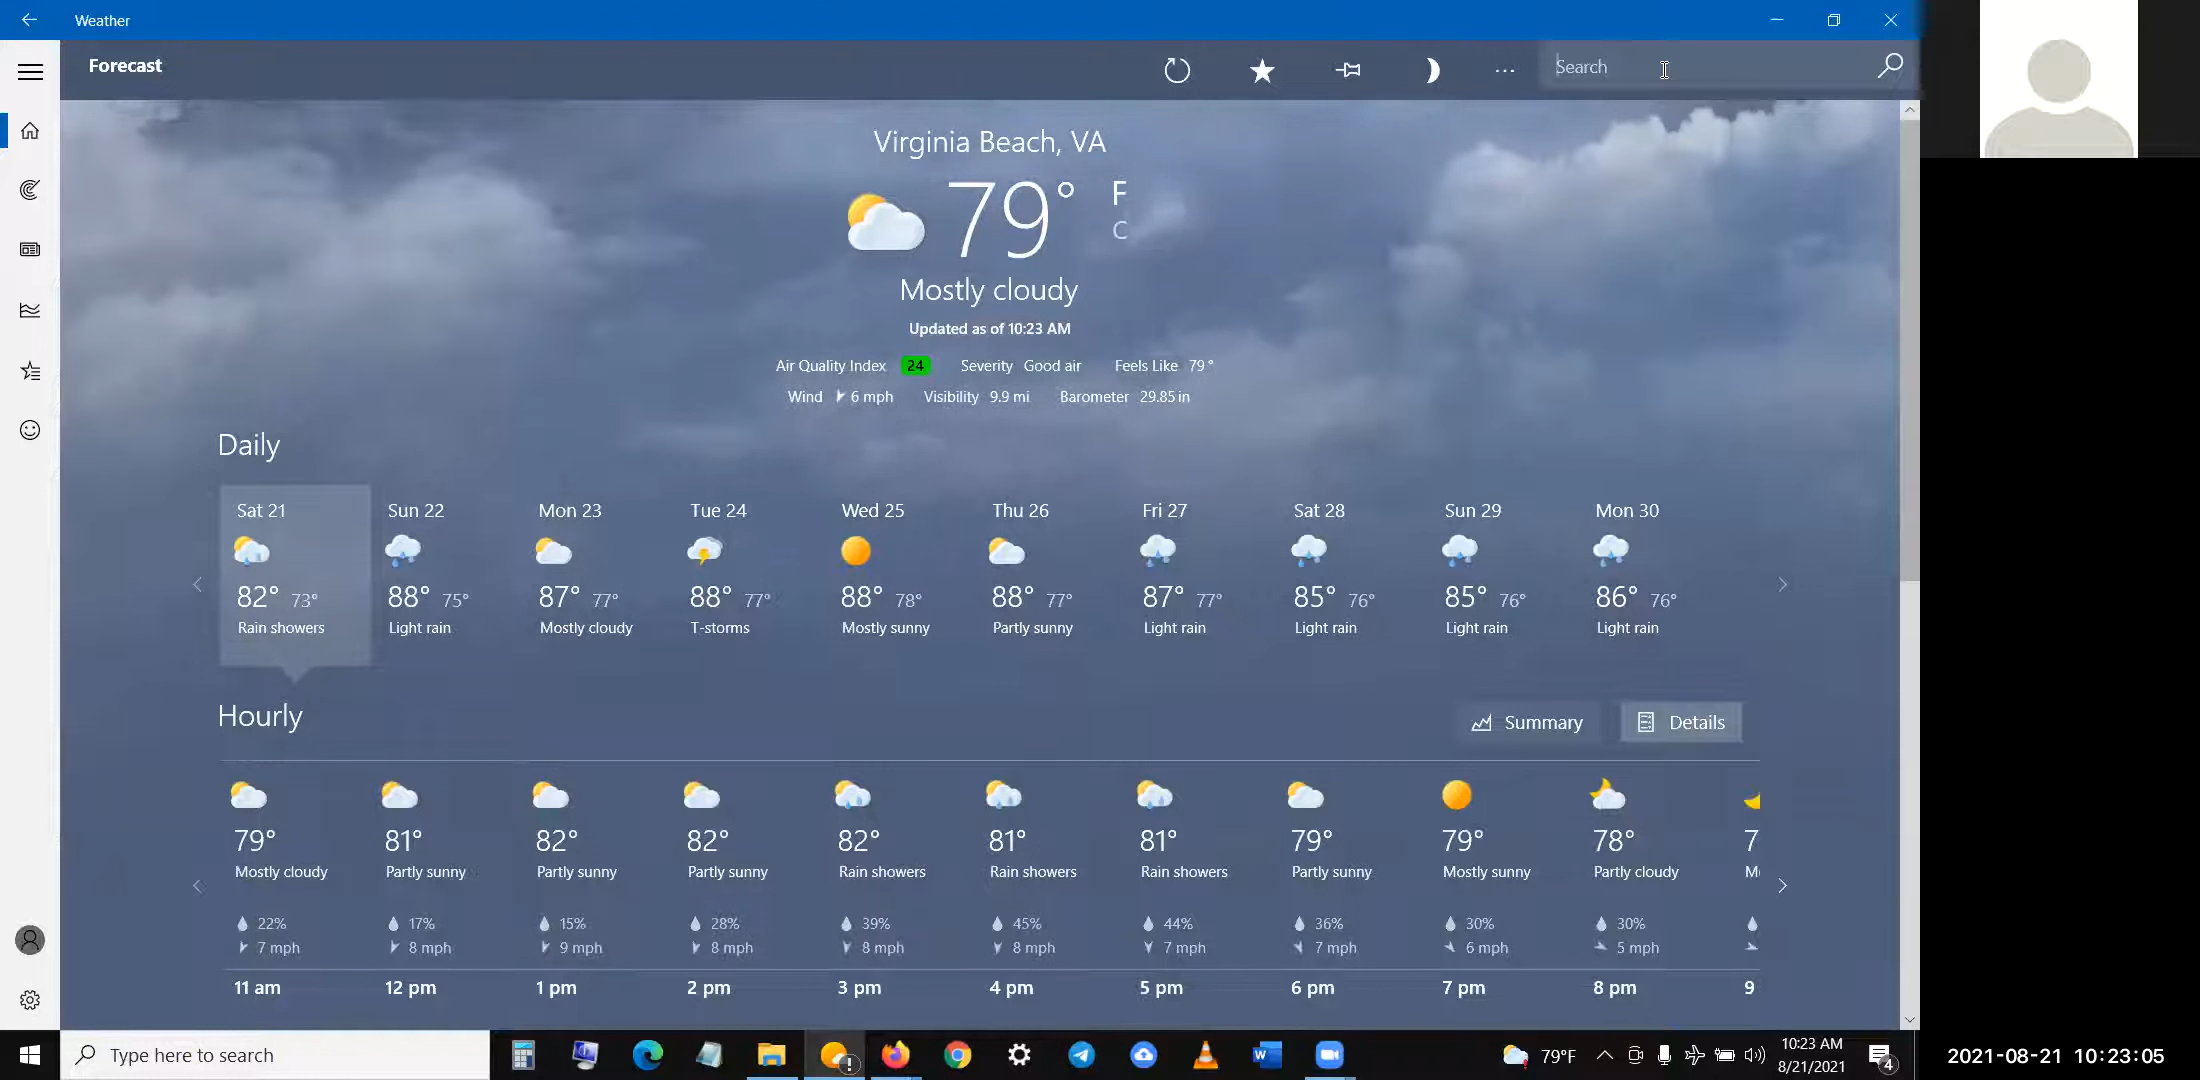 Weather
Forecast
Search
Virginia Beach, VA
79° F
C
Mostly cloudy
Updated as of 10:23 AM
Air Quality Index 24 Severity Good air Feels Like 79°
Wind 6 mph Visibility 9.9 mi Barometer 29.85 in
Daily
Sat 21 Sun 22 Mon 23 Tue 24 Wed 25 Thu 26 Fri 27 Sat 28 Sun 29 Mon 30
82° 73° 88° 75° 87° 77° 88° 77° 88° 78° 88° 77° 87° 77° 85° 76° 85° 76° 86° 76°
Rain showers Light rain Mostly cloudy T-storms Mostly sunny Partly sunny Light rain Light rain Light rain Light rain
Hourly
Summary Details
79° 81° 82° 82° 82° 81° 81° 79° 79° 78° 7
Mostly cloudy Partly sunny Partly sunny Partly sunny Rain showers Rain showers Rain showers Partly sunny Mostly sunny Partly cloudy M
22% 17% 15% 28% 39% 45% 44% 36% 30% 30%
7 mph 8 mph 9 mph 8 mph 8 mph 8 mph 7 mph 7 mph 6 mph 5 mph
11 am 12 pm 1 pm 2 pm 3 pm 4 pm 5 pm 6 pm 7 pm 8 pm 9
Type here to search
79°F
10:23 AM
8/21/2021
4
2021-08-21 10:23:05